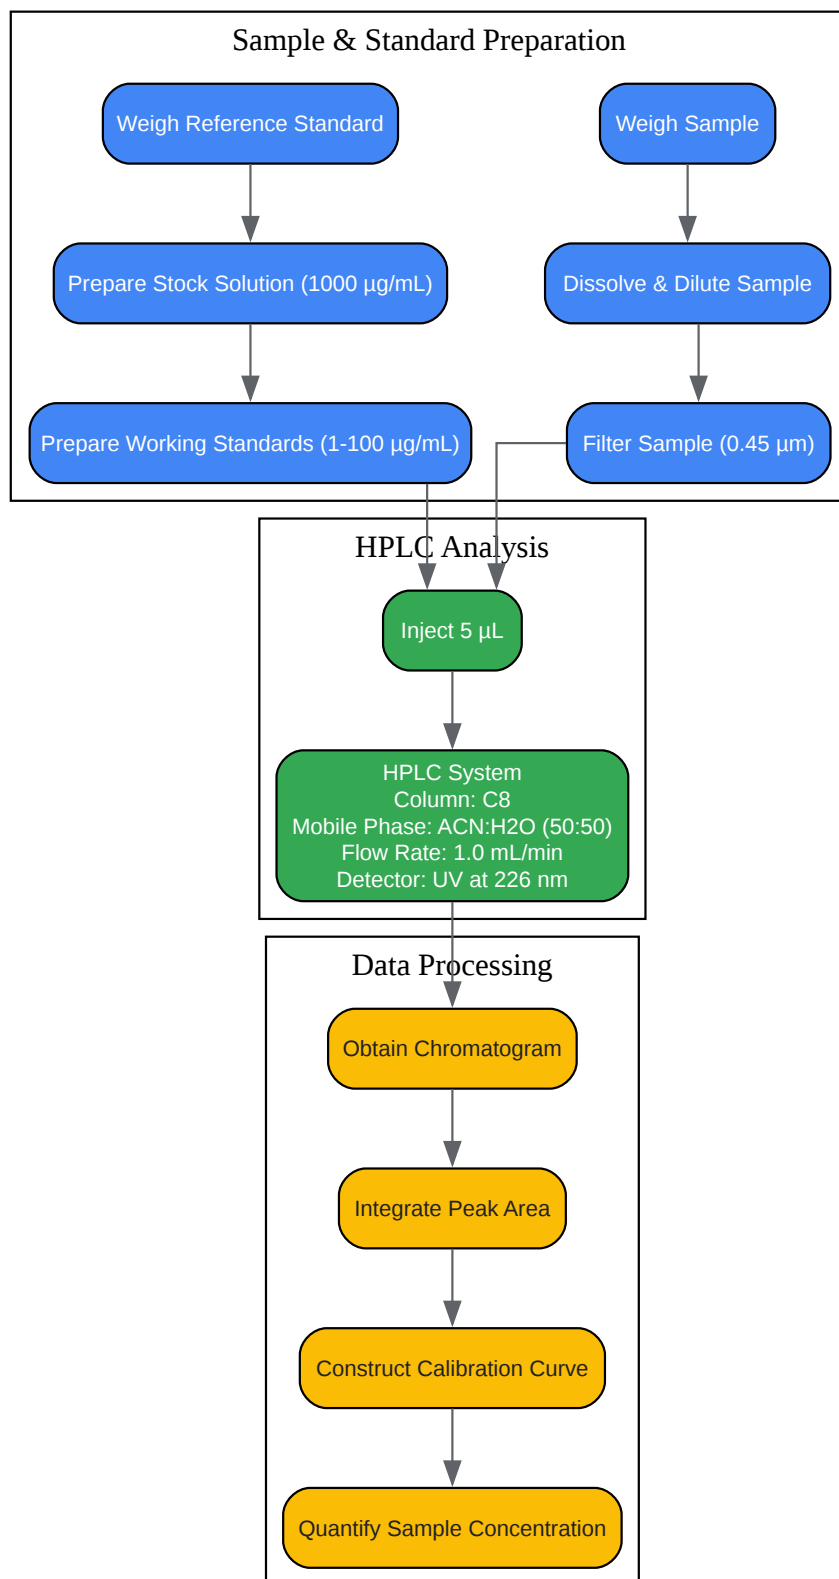 Sample & Standard Preparation
Weigh Reference Standard
Weigh Sample
Prepare Stock Solution (1000 µg/mL)
Dissolve & Dilute Sample
Prepare Working Standards (1-100 µg/mL)
Filter Sample (0.45 µm)
HPLC Analysis
Inject 5 µL
HPLC System
Column: C8
Mobile Phase: ACN:H2O (50:50)
Flow Rate: 1.0 mL/min
Detector: UV at 226 nm
Data Processing
Obtain Chromatogram
Integrate Peak Area
Construct Calibration Curve
Quantify Sample Concentration